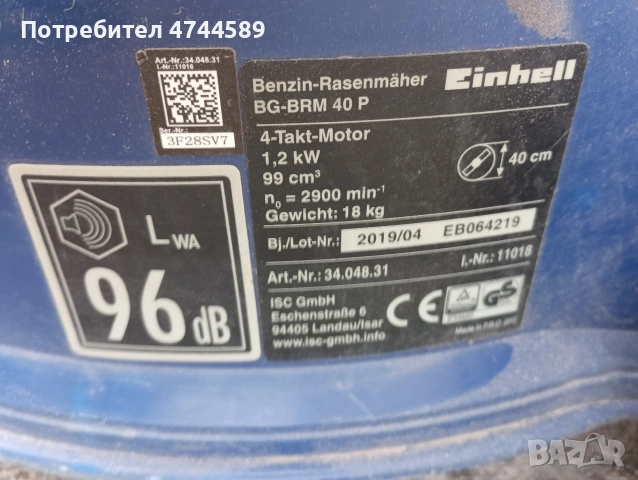 Потребител 4744589
Art.-Nr.: 34.048.31
I.-Nr.: 11018
Ser.-Nr.:
3F28SV7
Benzin-Rasenmäher
BG-BRM 40 P
Einhell
4-Takt-Motor
1,2 kW
99 cm³
n₀ = 2900 min⁻¹
Gewicht: 18 kg
40 cm
Bj./Lot-Nr.: 2019/04 EB064219
Art.-Nr.: 34.048.31 I.-Nr.: 11018
ISC GmbH
Eschenstraße 6
94405 Landau/Isar
www.isc-gmbh.info
CE
GS
LWA
96 dB
BAZAR